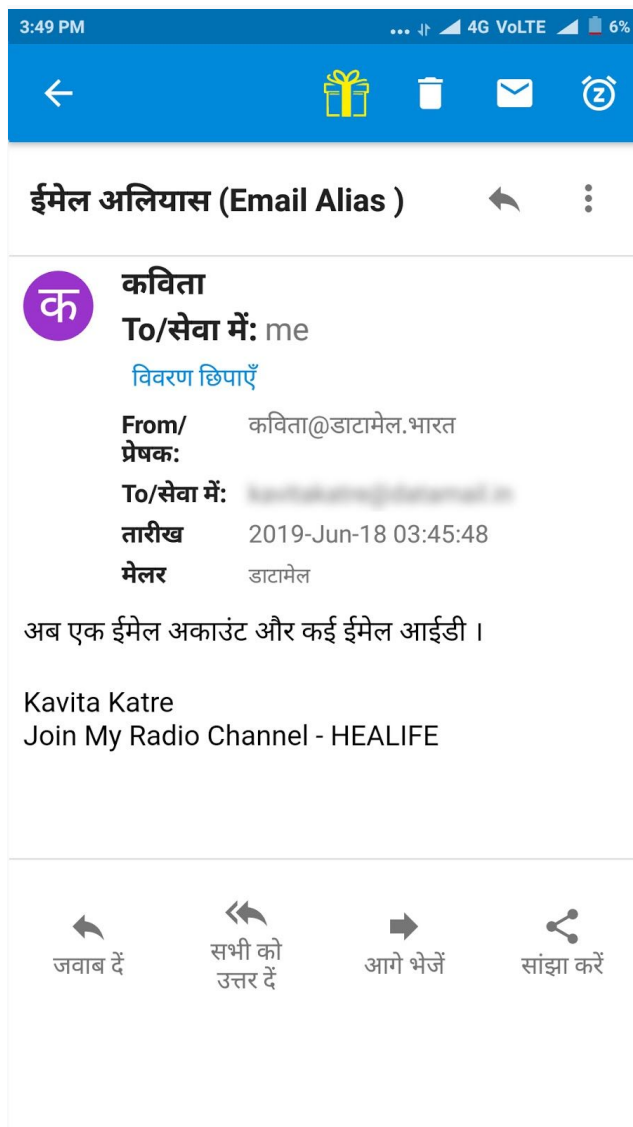 3:49 PM 4G VoLTE 6%
ईमेल अलियास (Email Alias )
क
कविता
To/सेवा में: me
विवरण छिपाएँ
From/ कविता@डाटामेल.भारत
प्रेषक:
To/सेवा में:
तारीख 2019-Jun-18 03:45:48
मेलर डाटामेल
अब एक ईमेल अकाउंट और कई ईमेल आईडी ।
Kavita Katre
Join My Radio Channel - HEALIFE
जवाब दें
सभी को
उत्तर दें
आगे भेजें
सांझा करें